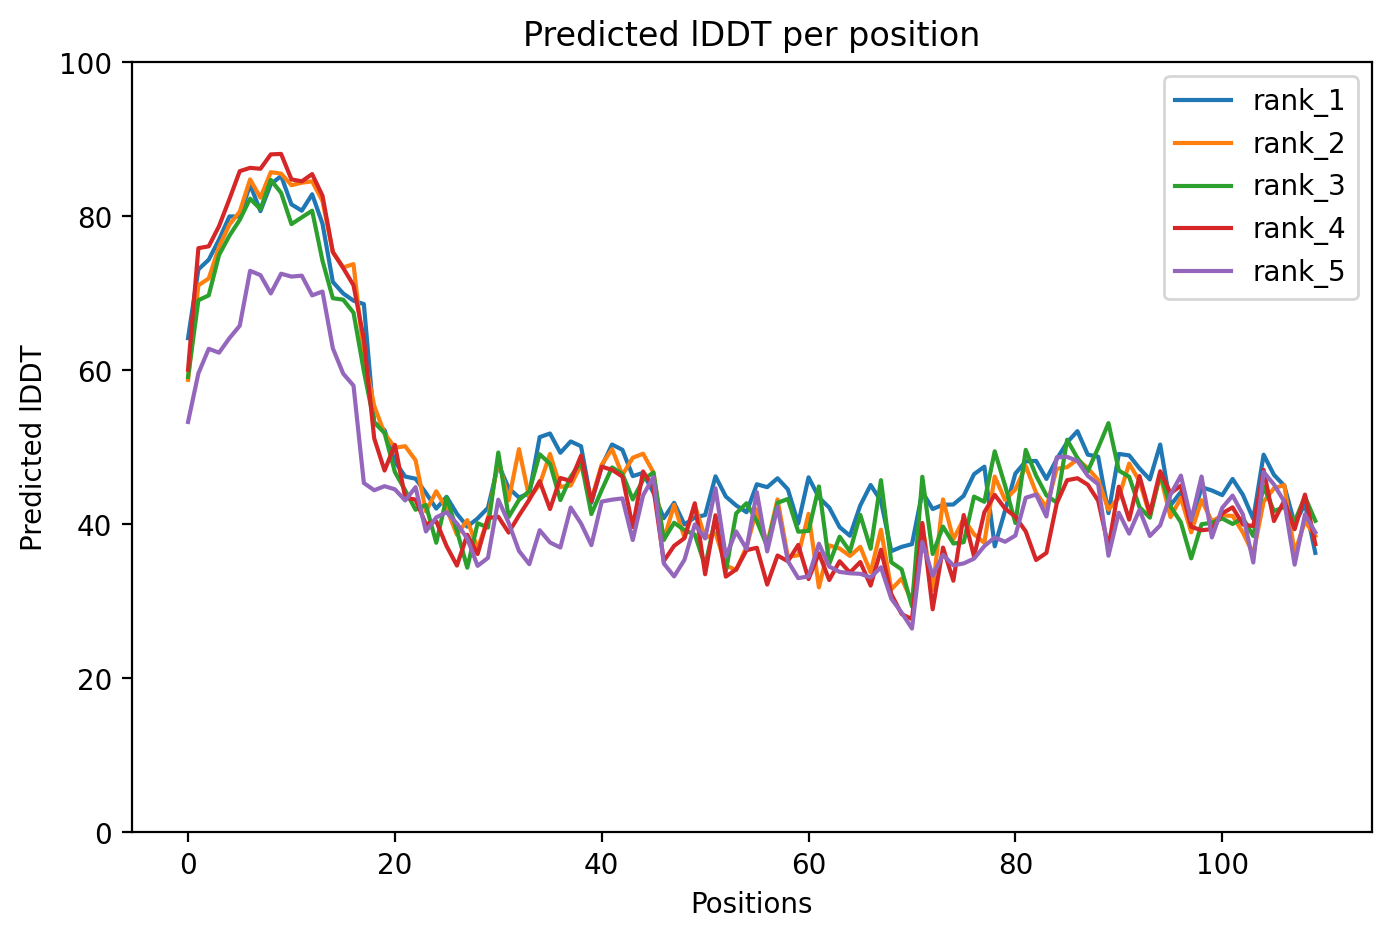 Predicted lDDT per position
100
80
60
40
20
0
Predicted lDDT
0 20 40 60 80 100
Positions
rank_1
rank_2
rank_3
rank_4
rank_5